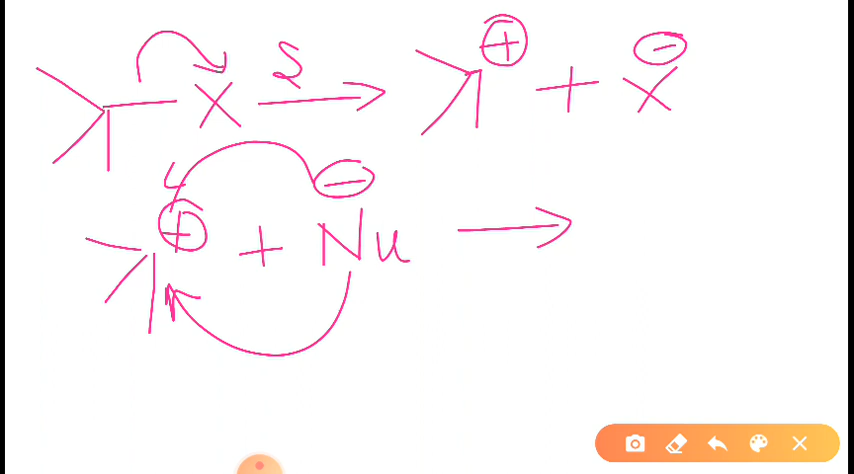 X S + X
⊕ ⊖
⊕ + Nu ⊖